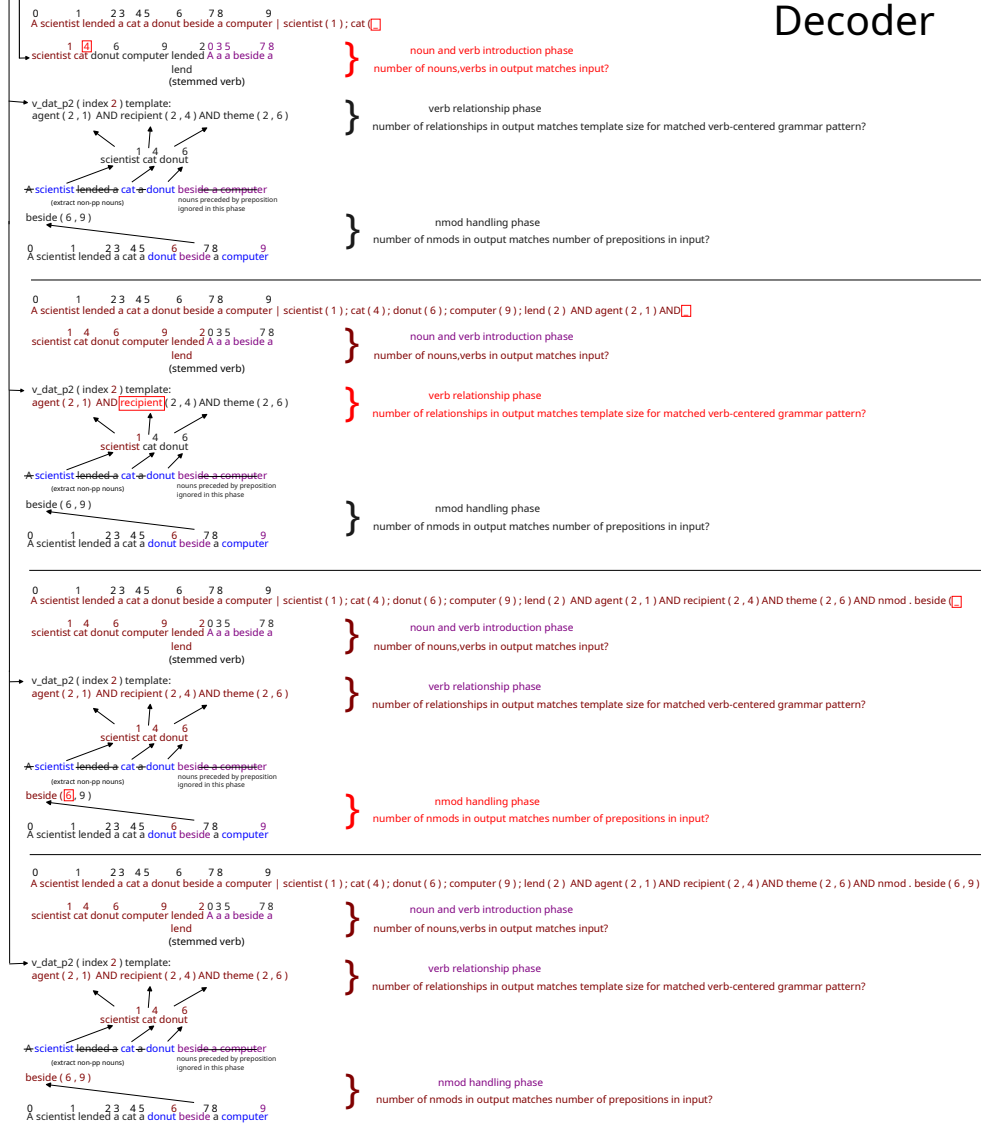 Decoder
0 1 2 3 4 5 6 7 8 9
A scientist lended a cat a donut beside a computer | scientist ( 1 ) ; cat ( _
1 4 6 9 2 0 3 5 7 8
scientist cat donut computer lended A a a beside a
lend
(stemmed verb)
noun and verb introduction phase
number of nouns,verbs in output matches input?
v_dat_p2 ( index 2 ) template:
agent ( 2 , 1) AND recipient ( 2 , 4 ) AND theme ( 2 , 6 )
verb relationship phase
number of relationships in output matches template size for matched verb-centered grammar pattern?
1 4 6
scientist cat donut
A scientist lended a cat a donut beside a computer
(extract non-pp nouns)
nouns preceded by preposition
ignored in this phase
beside ( 6 , 9 )
nmod handling phase
number of nmods in output matches number of prepositions in input?
0 1 2 3 4 5 6 7 8 9
A scientist lended a cat a donut beside a computer
0 1 2 3 4 5 6 7 8 9
A scientist lended a cat a donut beside a computer | scientist ( 1 ) ; cat ( 4 ) ; donut ( 6 ) ; computer ( 9 ) ; lend ( 2 ) AND agent ( 2 , 1 ) AND _
1 4 6 9 2 0 3 5 7 8
scientist cat donut computer lended A a a beside a
lend
(stemmed verb)
noun and verb introduction phase
number of nouns,verbs in output matches input?
v_dat_p2 ( index 2 ) template:
agent ( 2 , 1) AND recipient ( 2 , 4 ) AND theme ( 2 , 6 )
verb relationship phase
number of relationships in output matches template size for matched verb-centered grammar pattern?
1 4 6
scientist cat donut
A scientist lended a cat a donut beside a computer
(extract non-pp nouns)
nouns preceded by preposition
ignored in this phase
beside ( 6 , 9 )
nmod handling phase
number of nmods in output matches number of prepositions in input?
0 1 2 3 4 5 6 7 8 9
A scientist lended a cat a donut beside a computer
0 1 2 3 4 5 6 7 8 9
A scientist lended a cat a donut beside a computer | scientist ( 1 ) ; cat ( 4 ) ; donut ( 6 ) ; computer ( 9 ) ; lend ( 2 ) AND agent ( 2 , 1 ) AND recipient ( 2 , 4 ) AND theme ( 2 , 6 ) AND nmod . beside ( _
1 4 6 9 2 0 3 5 7 8
scientist cat donut computer lended A a a beside a
lend
(stemmed verb)
noun and verb introduction phase
number of nouns,verbs in output matches input?
v_dat_p2 ( index 2 ) template:
agent ( 2 , 1) AND recipient ( 2 , 4 ) AND theme ( 2 , 6 )
verb relationship phase
number of relationships in output matches template size for matched verb-centered grammar pattern?
1 4 6
scientist cat donut
A scientist lended a cat a donut beside a computer
(extract non-pp nouns)
nouns preceded by preposition
ignored in this phase
beside ( 6 , 9 )
nmod handling phase
number of nmods in output matches number of prepositions in input?
0 1 2 3 4 5 6 7 8 9
A scientist lended a cat a donut beside a computer
0 1 2 3 4 5 6 7 8 9
A scientist lended a cat a donut beside a computer | scientist ( 1 ) ; cat ( 4 ) ; donut ( 6 ) ; computer ( 9 ) ; lend ( 2 ) AND agent ( 2 , 1 ) AND recipient ( 2 , 4 ) AND theme ( 2 , 6 ) AND nmod . beside ( 6 , 9 )
1 4 6 9 2 0 3 5 7 8
scientist cat donut computer lended A a a beside a
lend
(stemmed verb)
noun and verb introduction phase
number of nouns,verbs in output matches input?
v_dat_p2 ( index 2 ) template:
agent ( 2 , 1) AND recipient ( 2 , 4 ) AND theme ( 2 , 6 )
verb relationship phase
number of relationships in output matches template size for matched verb-centered grammar pattern?
1 4 6
scientist cat donut
A scientist lended a cat a donut beside a computer
(extract non-pp nouns)
nouns preceded by preposition
ignored in this phase
beside ( 6 , 9 )
nmod handling phase
number of nmods in output matches number of prepositions in input?
0 1 2 3 4 5 6 7 8 9
A scientist lended a cat a donut beside a computer